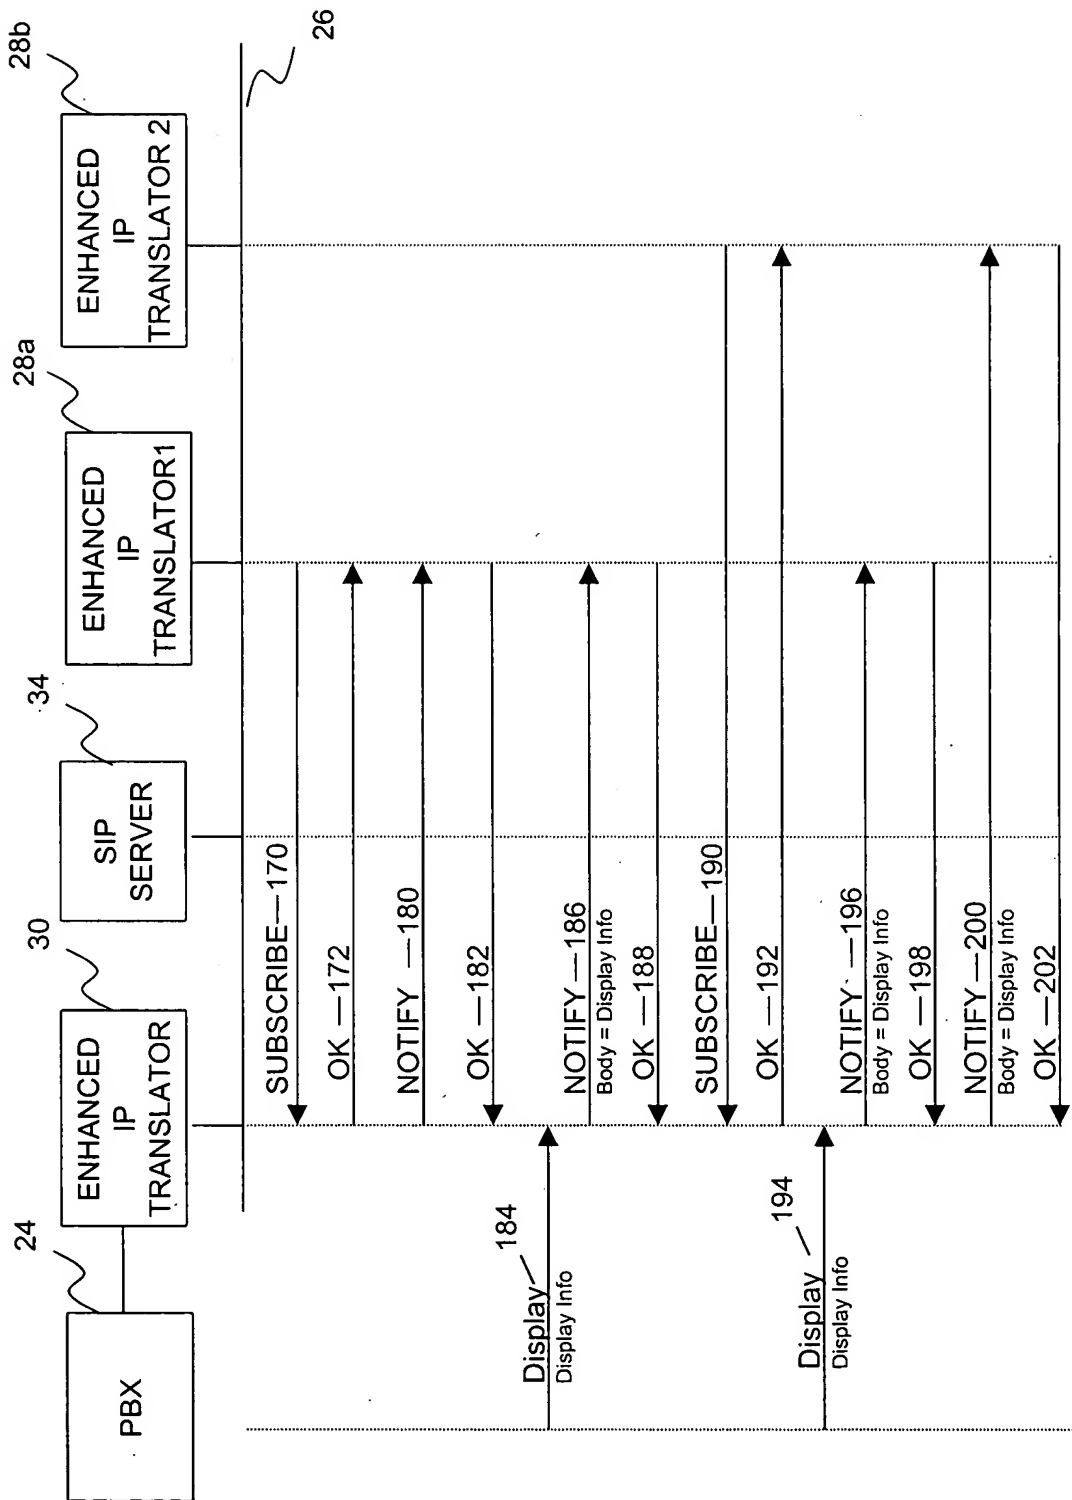 24
30
34
28a
28b
PBX
ENHANCED
IP
TRANSLATOR
SIP
SERVER
ENHANCED
IP
TRANSLATOR1
ENHANCED
IP
TRANSLATOR 2
26
SUBSCRIBE—170
OK —172
NOTIFY —180
OK —182
Display 184
Display Info
NOTIFY—186
Body = Display Info
OK —188
SUBSCRIBE—190
OK —192
Display 194
Display Info
NOTIFY —196
Body = Display Info
OK —198
NOTIFY —200
Body = Display Info
OK —202